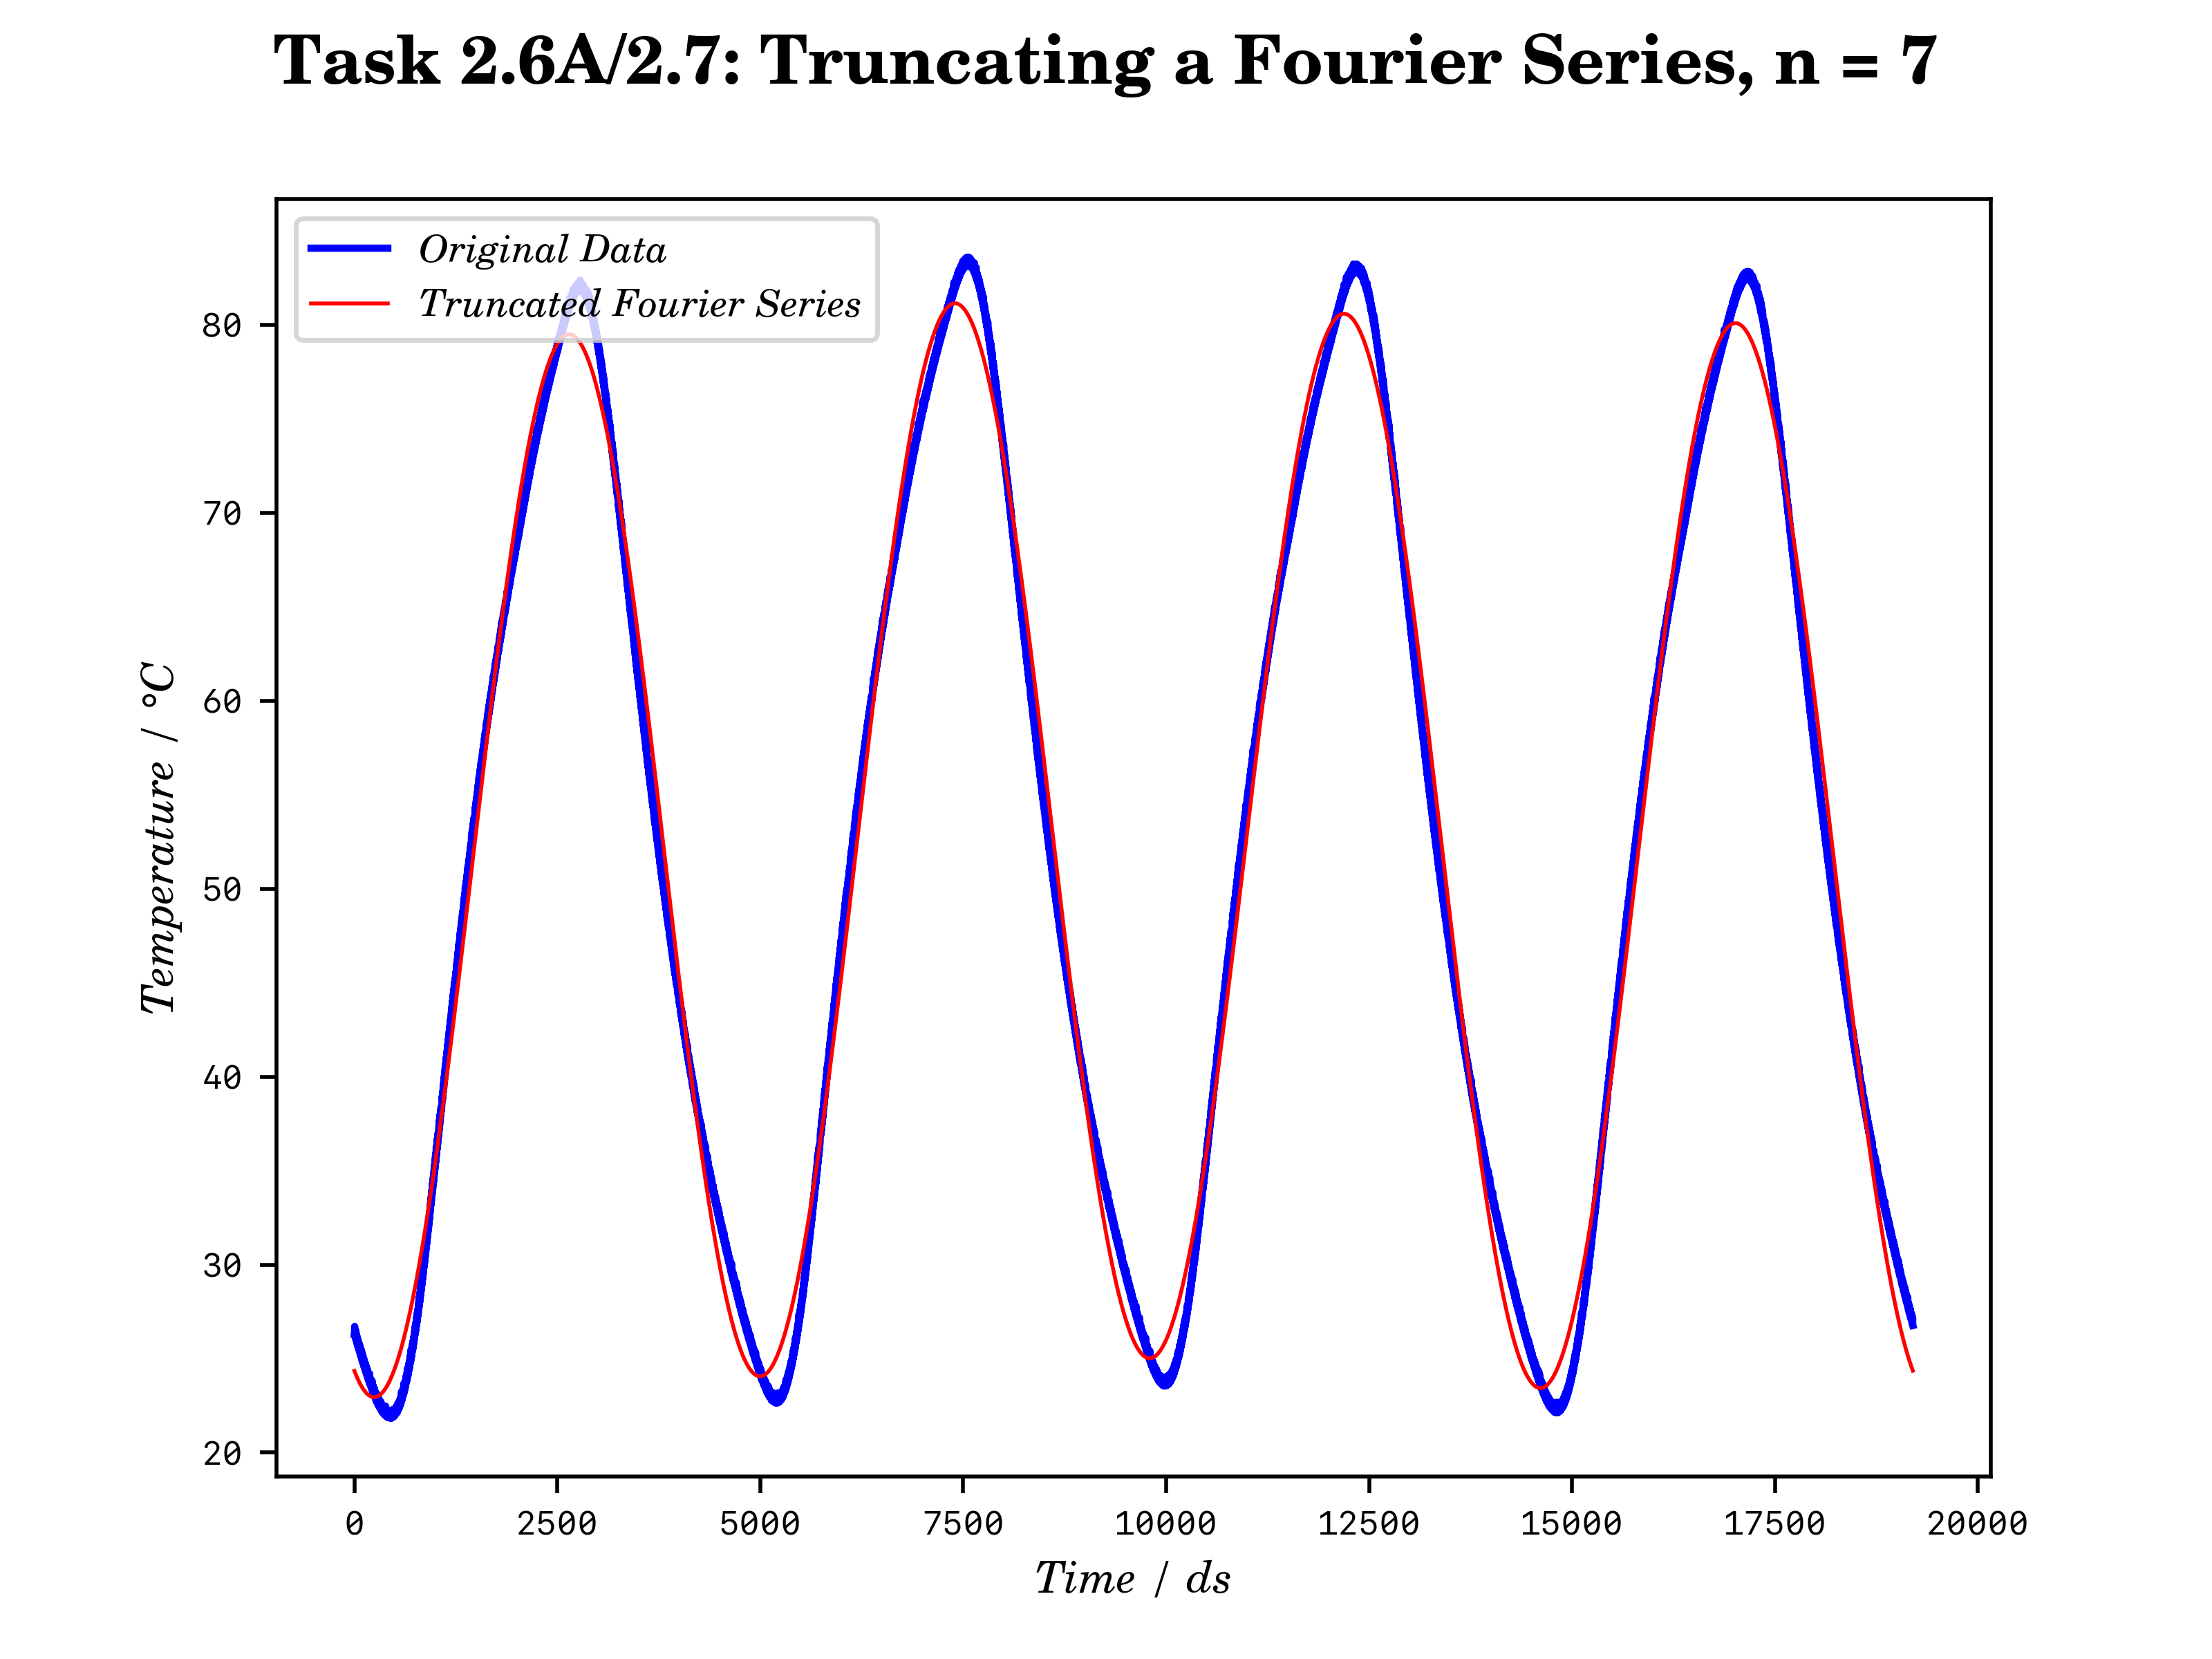 Task 2.6A/2.7: Truncating a Fourier Series, n = 7
Original Data
Truncated Fourier Series
80
70
60
50
40
30
20
Temperature / °C
0 2500 5000 7500 10000 12500 15000 17500 20000
Time / ds